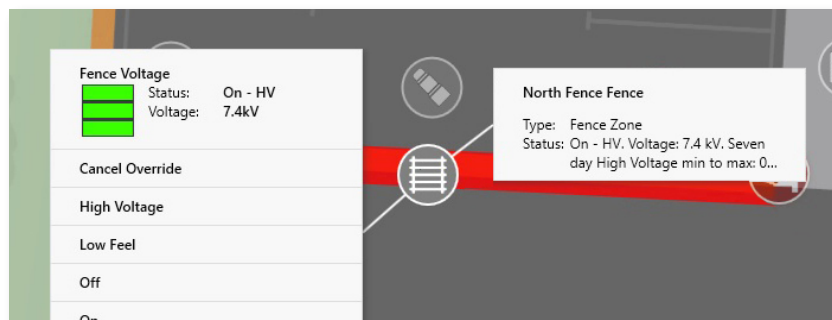 Fence Voltage
Status: On - HV
Voltage: 7.4kV
Cancel Override
High Voltage
Low Feel
Off
On
North Fence Fence
Type: Fence Zone
Status: On - HV. Voltage: 7.4 kV. Seven
day High Voltage min to max: 0...